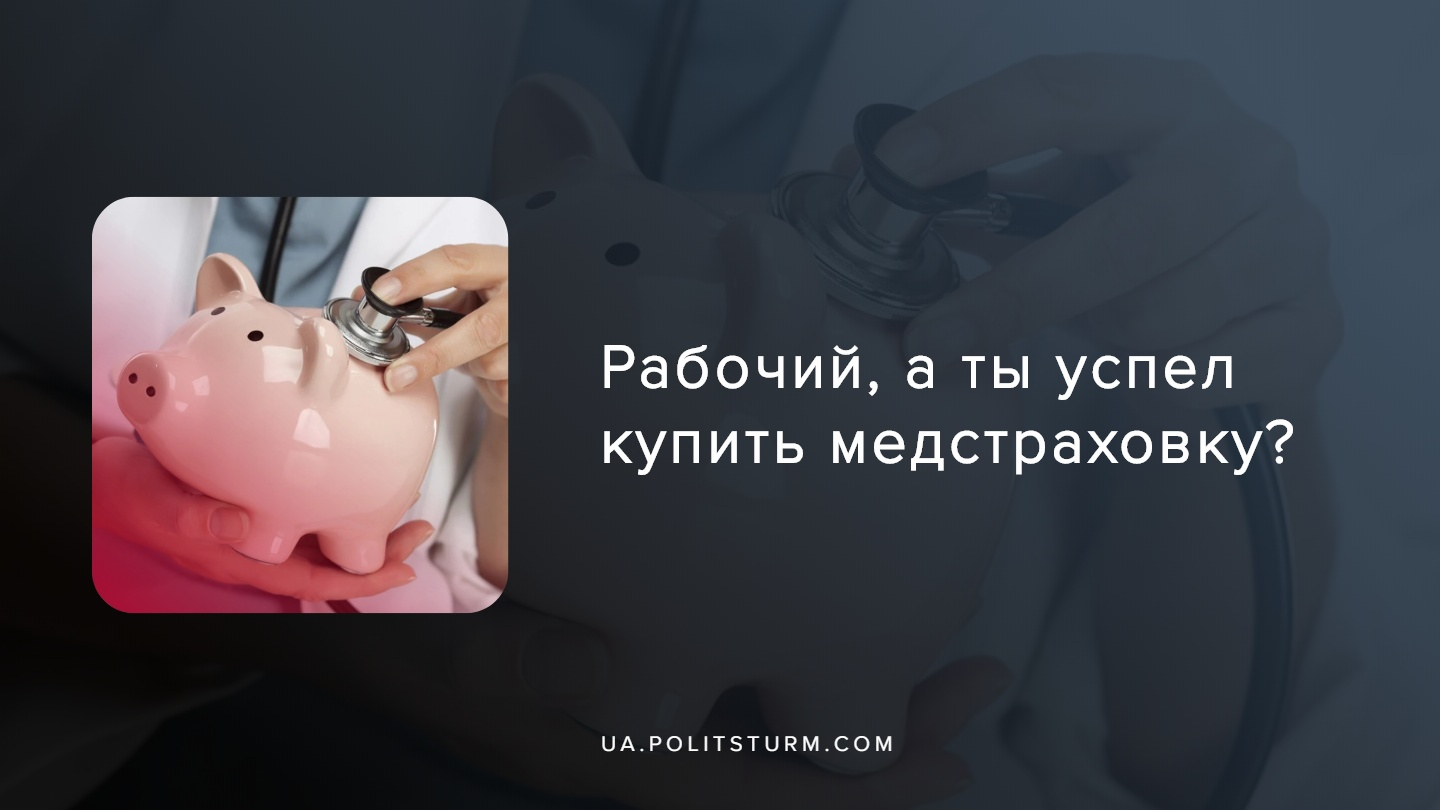 Рабочий, а ты успел
купить медстраховку?
UA.POLITSTURM.COM